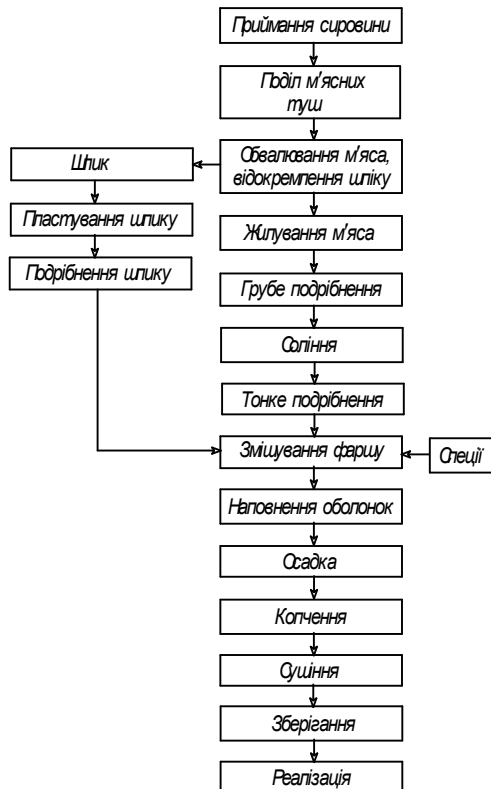 Приймання сировини
Поділ м'ясних
туш
Обвалювання м'яса,
відокремлення шпіку
Шпик
Пластування шпику
Подрібнення шпику
Жилування м'яса
Грубе подрібнення
Соління
Тонке подрібнення
Змішування фаршу
Спеції
Наповнення оболонок
Осадка
Копчення
Сушіння
Зберігання
Реалізація